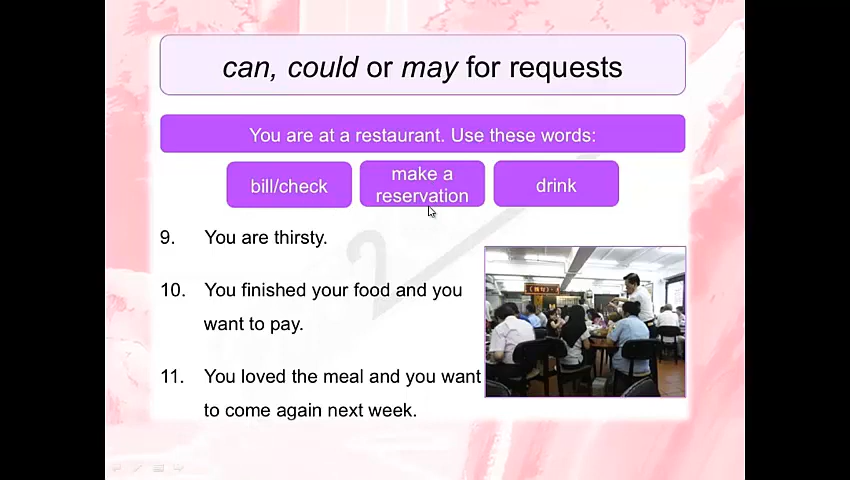 can, could or may for requests
You are at a restaurant. Use these words:
bill/check
make a
reservation
drink
9. You are thirsty.
10. You finished your food and you
want to pay.
11. You loved the meal and you want
to come again next week.